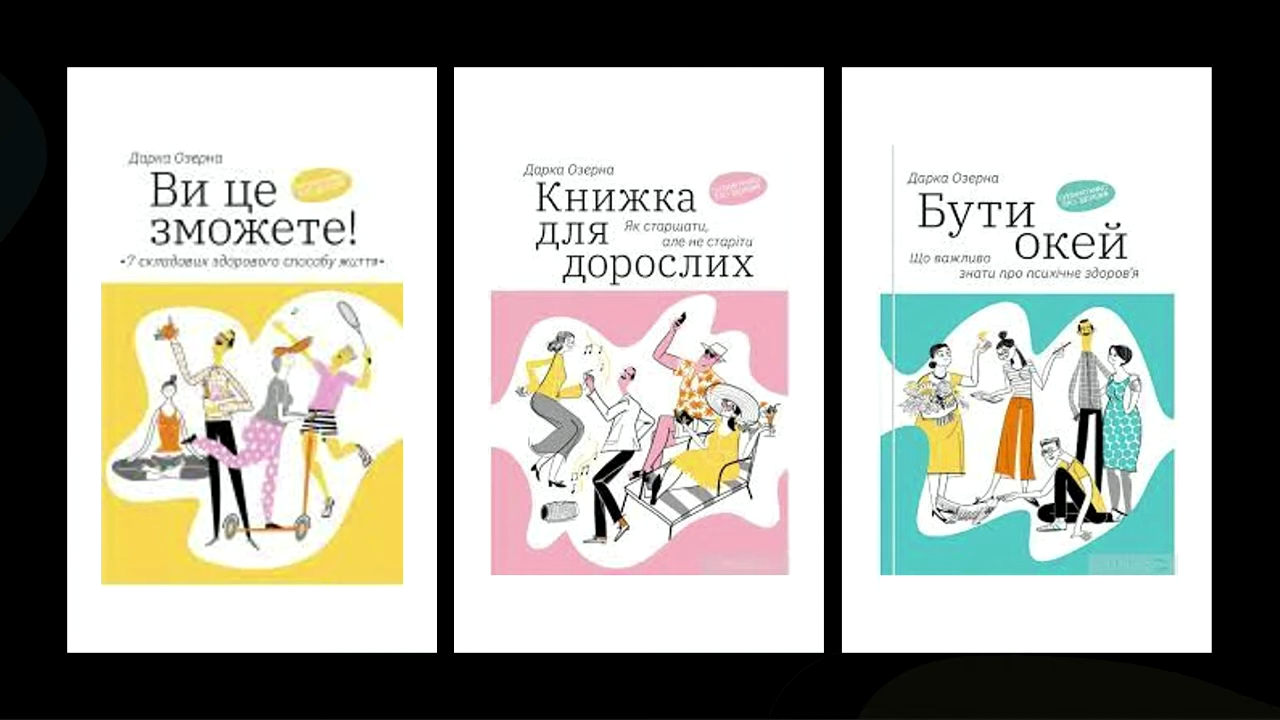 Дарка Озерна
Ви це
зможете!
•7 складових здорового способу життя•
Дарка Озерна
Книжка
для
Як старшати,
але не старіти
дорослих
Дарка Озерна
Бути
окей
Що важливо
знати про психічне здоров'я